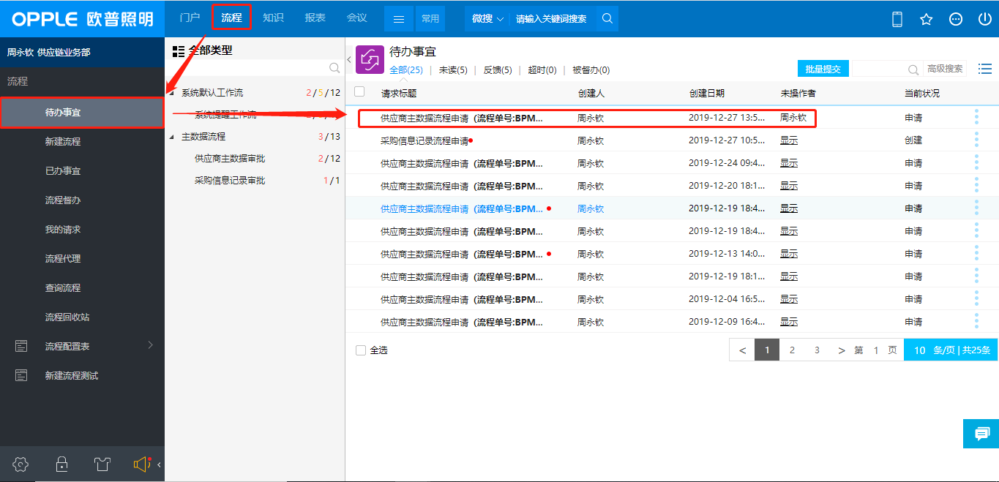 OPPLE 欧普照明 门户 流程 知识 报表 会议 常用 微搜 请输入关键词搜索
周永钦 供应链业务部
流程
待办事宜
新建流程
已办事宜
流程督办
我的请求
流程代理
查询流程
流程回收站
流程配置表
新建流程测试
全部类型
系统默认工作流 2/5/12
系统提醒工作流
主数据流程 3/13
供应商主数据审批 2/12
采购信息记录审批 1/1
待办事宜
全部(25) | 未读(5) | 反馈(5) | 超时(0) | 被督办(0)
批量提交 高级搜索
请求标题 创建人 创建日期 未操作者 当前状况
供应商主数据流程申请（流程单号:BPM... 周永钦 2019-12-27 13:5... 周永钦 申请
采购信息记录流程申请 周永钦 2019-12-27 10:5... 显示 创建
供应商主数据流程申请（流程单号:BPM... 周永钦 2019-12-24 09:4... 显示 申请
供应商主数据流程申请（流程单号:BPM... 周永钦 2019-12-20 18:1... 显示 申请
供应商主数据流程申请（流程单号:BPM... 周永钦 2019-12-19 18:4... 显示 申请
供应商主数据流程申请（流程单号:BPM... 周永钦 2019-12-19 18:4... 显示 申请
供应商主数据流程申请（流程单号:BPM... 周永钦 2019-12-13 14:0... 显示 申请
供应商主数据流程申请（流程单号:BPM... 周永钦 2019-12-19 18:1... 显示 申请
供应商主数据流程申请（流程单号:BPM... 周永钦 2019-12-04 16:5... 显示 申请
供应商主数据流程申请（流程单号:BPM... 周永钦 2019-12-09 16:4... 显示 申请
全选
< 1 2 3 > 第 1 页 10 条/页 | 共25条